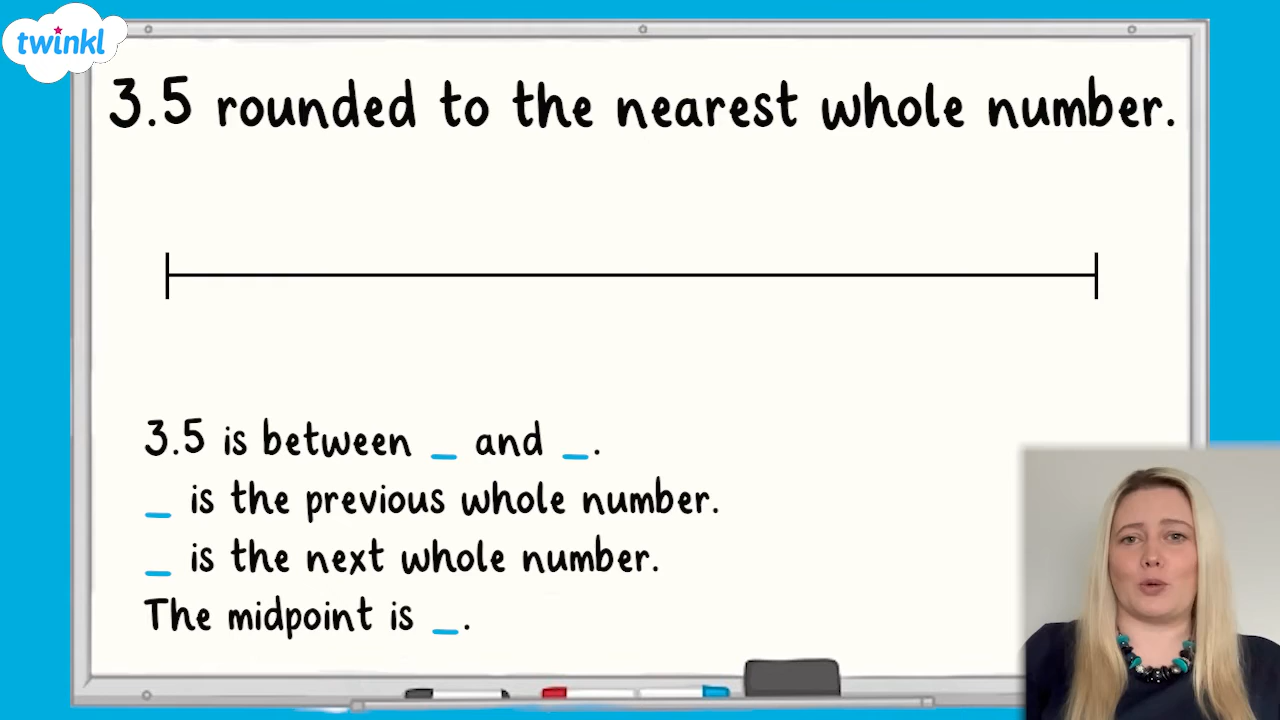 twinkl
3.5 rounded to the nearest whole number.
3.5 is between _ and _.
_ is the previous whole number.
_ is the next whole number.
The midpoint is _.